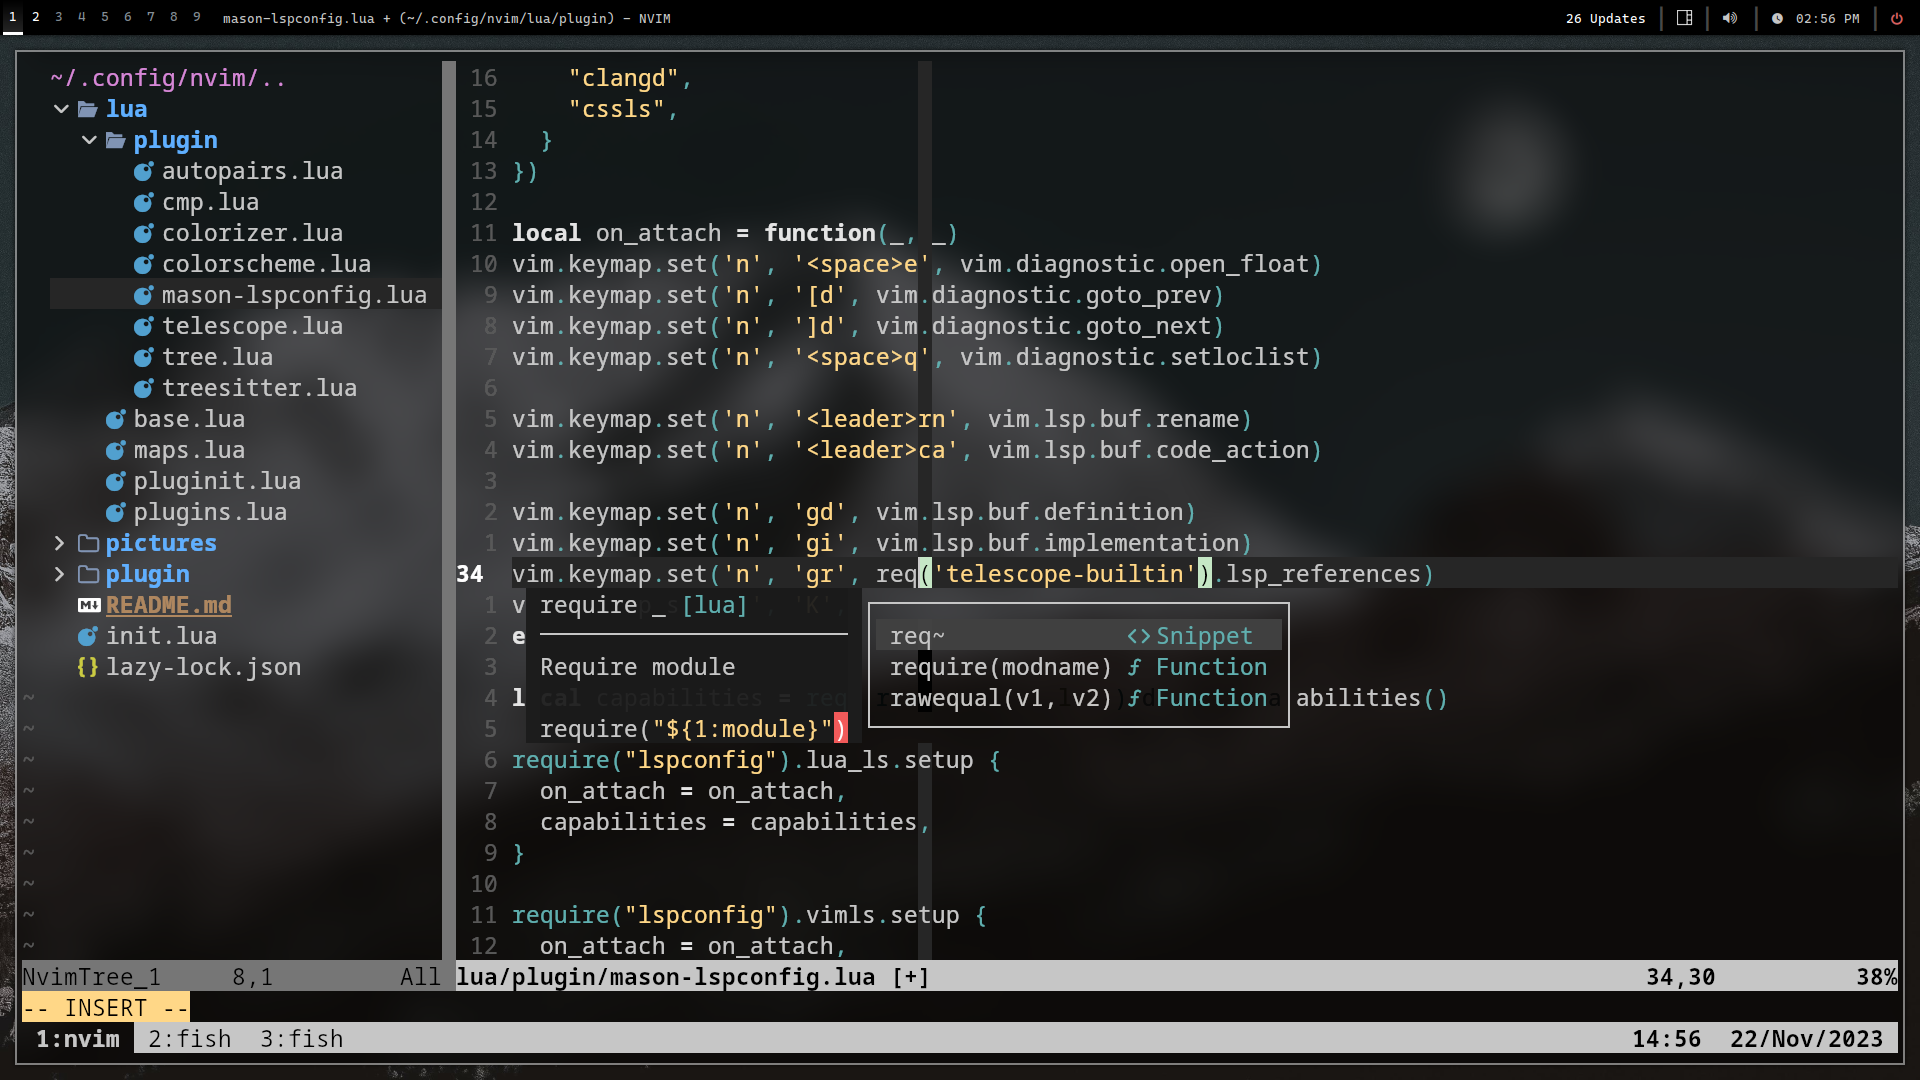 1 2 3 4 5 6 7 8 9 mason-lspconfig.lua + (~/.config/nvim/lua/plugin) – NVIM 26 Updates 02:56 PM
~/.config/nvim/..
lua
plugin
autopairs.lua
cmp.lua
colorizer.lua
colorscheme.lua
mason-lspconfig.lua
telescope.lua
tree.lua
treesitter.lua
base.lua
maps.lua
pluginit.lua
plugins.lua
pictures
plugin
README.md
init.lua
{} lazy-lock.json
~
~
~
~
~
~
~
~
~
16 "clangd",
15 "cssls",
14 }
13 })
12
11 local on_attach = function(_, _)
10 vim.keymap.set('n', '<space>e', vim.diagnostic.open_float)
9 vim.keymap.set('n', '[d', vim.diagnostic.goto_prev)
8 vim.keymap.set('n', ']d', vim.diagnostic.goto_next)
7 vim.keymap.set('n', '<space>q', vim.diagnostic.setloclist)
6
5 vim.keymap.set('n', '<leader>rn', vim.lsp.buf.rename)
4 vim.keymap.set('n', '<leader>ca', vim.lsp.buf.code_action)
3
2 vim.keymap.set('n', 'gd', vim.lsp.buf.definition)
1 vim.keymap.set('n', 'gi', vim.lsp.buf.implementation)
34 vim.keymap.set('n', 'gr', req('telescope-builtin').lsp_references)
1 v require_ [lua]
2 e
3 Require module
4 l cal capabilities = req abilities()
5 require("${1:module}")
req~ <> Snippet
require(modname) ƒ Function
rawequal(v1, v2) ƒ Function
6 require("lspconfig").lua_ls.setup {
7 on_attach = on_attach,
8 capabilities = capabilities,
9 }
10
11 require("lspconfig").vimls.setup {
12 on_attach = on_attach,
NvimTree_1 8,1 All lua/plugin/mason-lspconfig.lua [+] 34,30 38%
-- INSERT --
1:nvim 2:fish 3:fish 14:56 22/Nov/2023